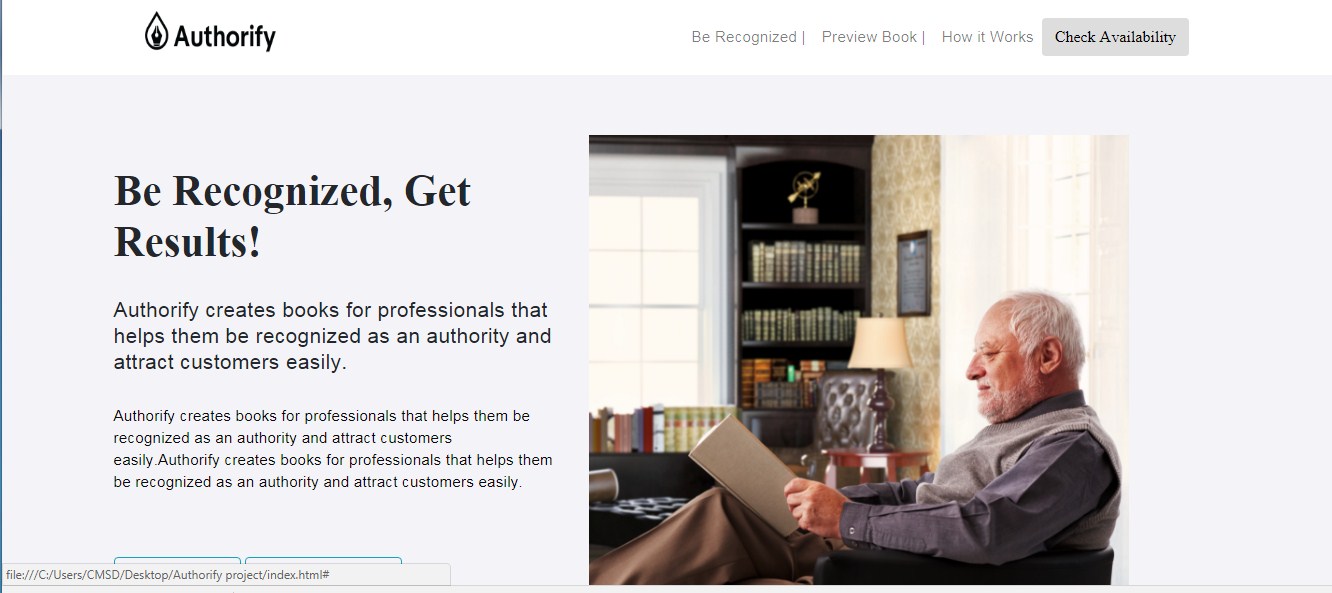 Authorify
Be Recognized |
Preview Book |
How it Works
Check Availability
Be Recognized, Get
Results!
Authorify creates books for professionals that
helps them be recognized as an authority and
attract customers easily.
Authorify creates books for professionals that helps them be
recognized as an authority and attract customers
easily.Authorify creates books for professionals that helps them
be recognized as an authority and attract customers easily.
file:///C:/Users/CMSD/Desktop/Authorify project/index.html#